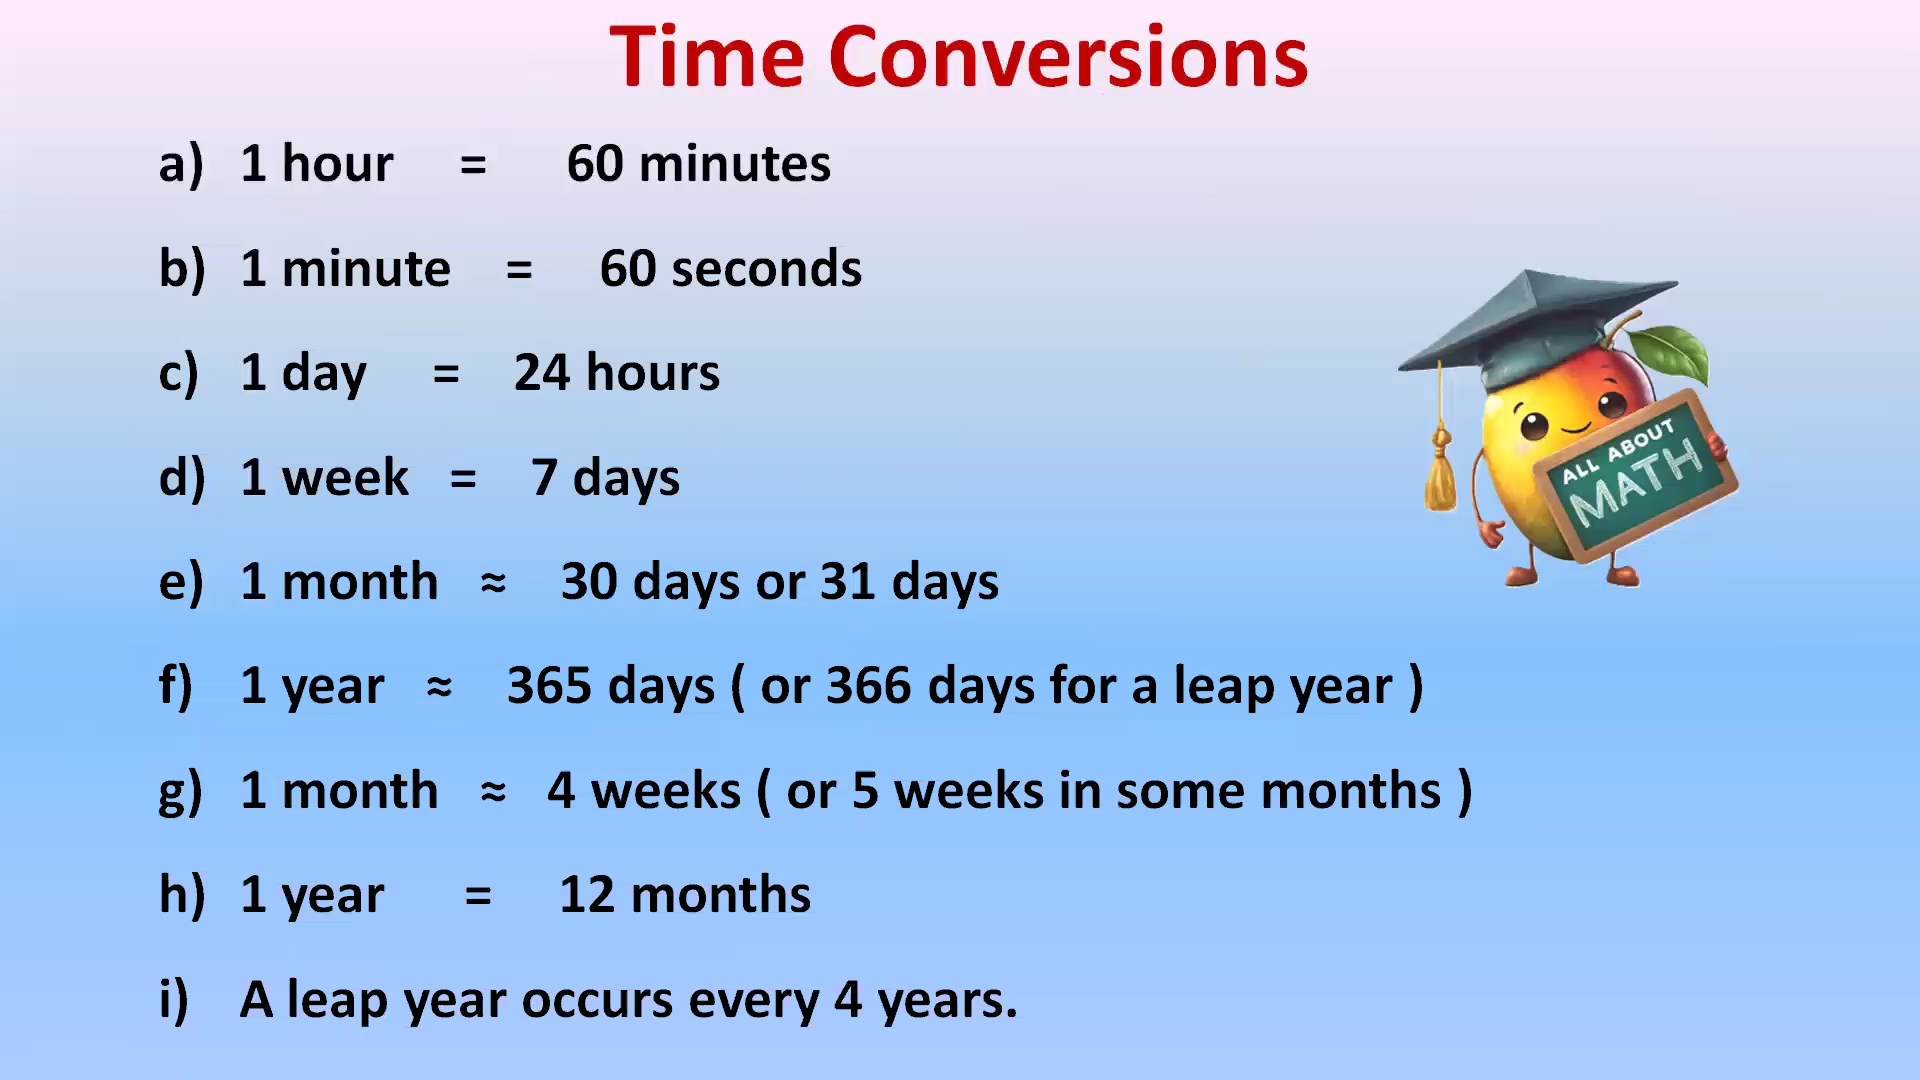 Time Conversions
a) 1 hour = 60 minutes
b) 1 minute = 60 seconds
c) 1 day = 24 hours
d) 1 week = 7 days
e) 1 month ≈ 30 days or 31 days
f) 1 year ≈ 365 days ( or 366 days for a leap year )
g) 1 month ≈ 4 weeks ( or 5 weeks in some months )
h) 1 year = 12 months
i) A leap year occurs every 4 years.
ALL ABOUT
MATH